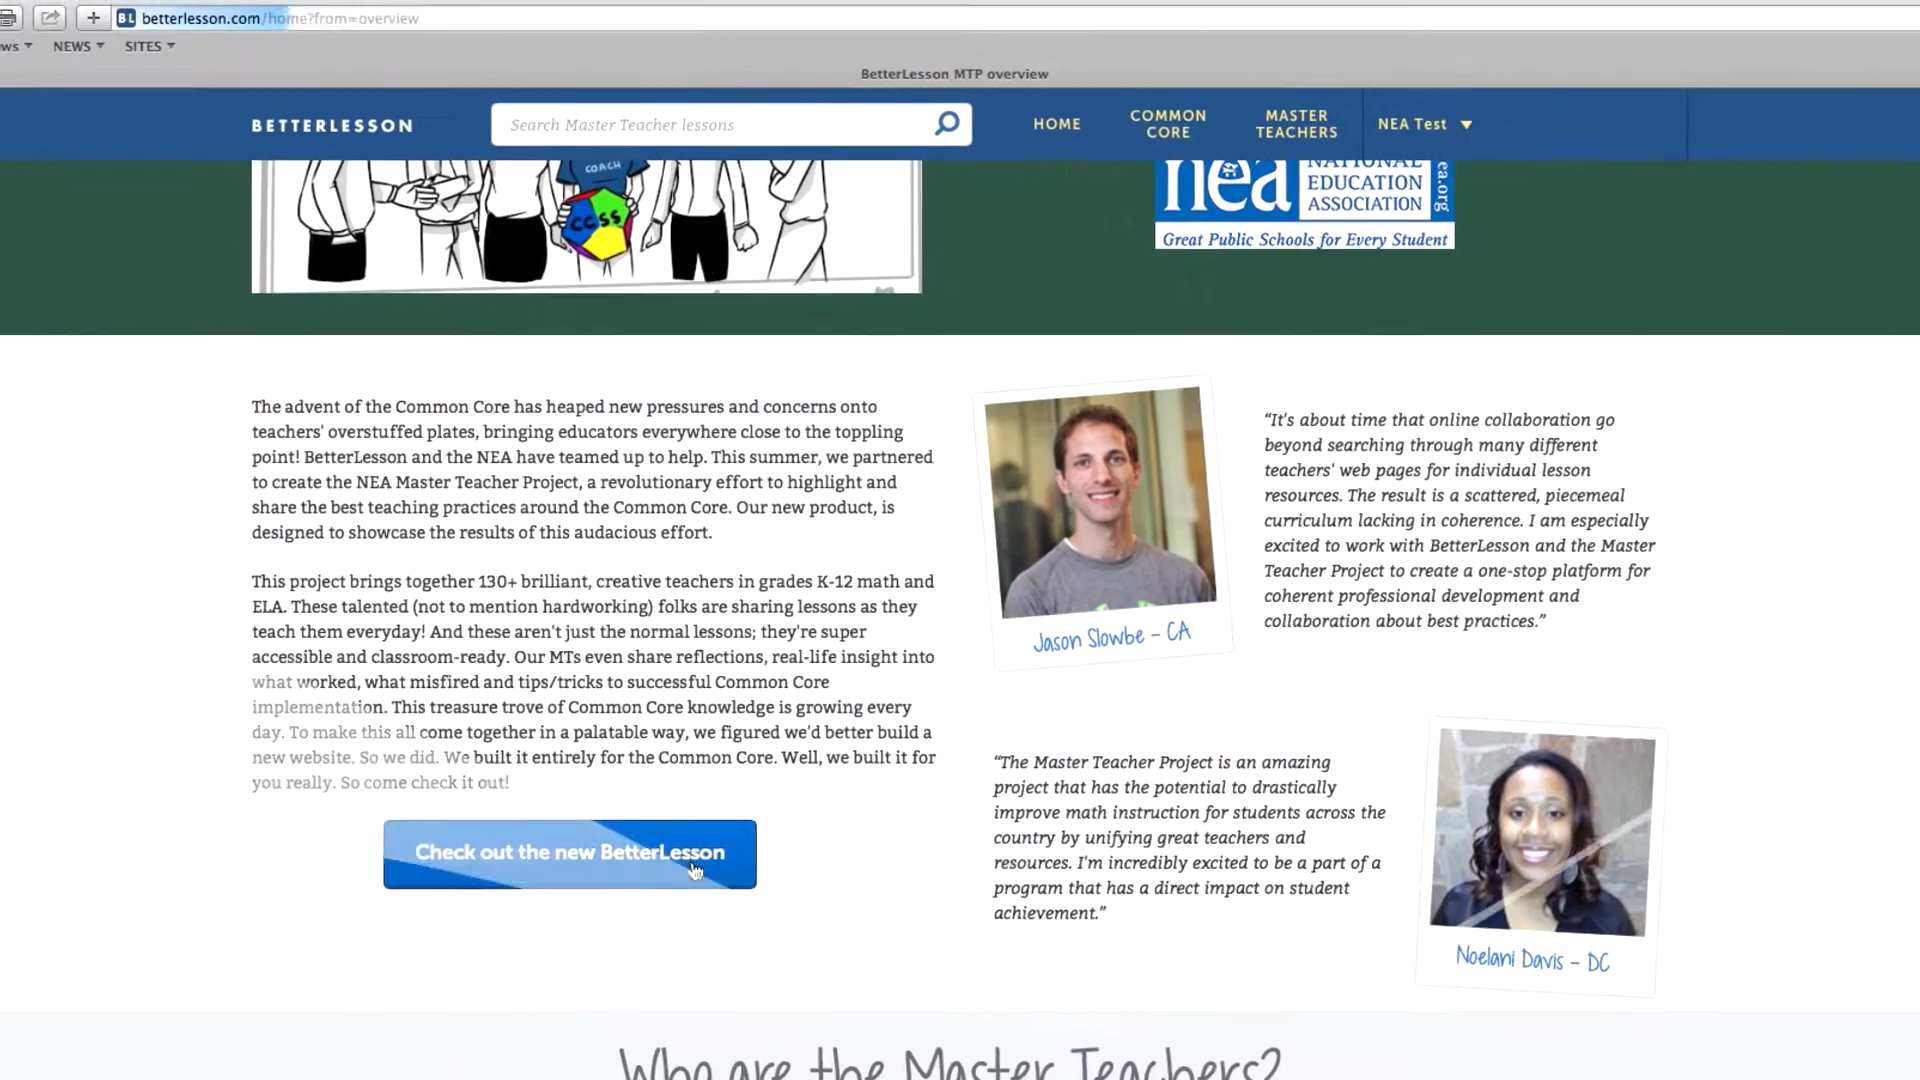 betterlesson.com/home?from=overview
ws NEWS SITES
BetterLesson MTP overview
BETTERLESSON
Search Master Teacher lessons
HOME
COMMON
CORE
MASTER
TEACHERS
NEA Test
COACH
CCSS
nea
NATIONAL
EDUCATION
ASSOCIATION
ea.org
Great Public Schools for Every Student
The advent of the Common Core has heaped new pressures and concerns onto
teachers' overstuffed plates, bringing educators everywhere close to the toppling
point! BetterLesson and the NEA have teamed up to help. This summer, we partnered
to create the NEA Master Teacher Project, a revolutionary effort to highlight and
share the best teaching practices around the Common Core. Our new product, is
designed to showcase the results of this audacious effort.
This project brings together 130+ brilliant, creative teachers in grades K-12 math and
ELA. These talented (not to mention hardworking) folks are sharing lessons as they
teach them everyday! And these aren't just the normal lessons; they're super
accessible and classroom-ready. Our MTs even share reflections, real-life insight into
what worked, what misfired and tips/tricks to successful Common Core
implementation. This treasure trove of Common Core knowledge is growing every
day. To make this all come together in a palatable way, we figured we'd better build a
new website. So we did. We built it entirely for the Common Core. Well, we built it for
you really. So come check it out!
Check out the new BetterLesson
Jason Slowbe – CA
“It's about time that online collaboration go
beyond searching through many different
teachers' web pages for individual lesson
resources. The result is a scattered, piecemeal
curriculum lacking in coherence. I am especially
excited to work with BetterLesson and the Master
Teacher Project to create a one-stop platform for
coherent professional development and
collaboration about best practices.”
“The Master Teacher Project is an amazing
project that has the potential to drastically
improve math instruction for students across the
country by unifying great teachers and
resources. I'm incredibly excited to be a part of a
program that has a direct impact on student
achievement.”
Noelani Davis – DC
Who are the Master Teachers?